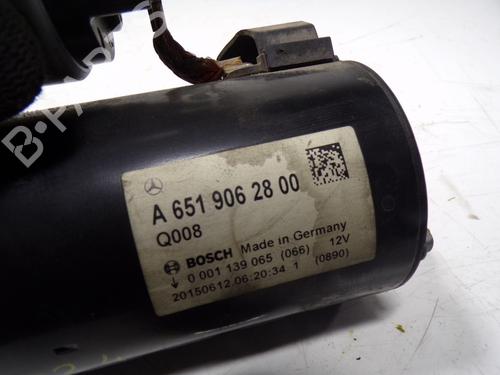 A 651 906 28 00
Q008
BOSCH Made in Germany 12V
0 001 139 065 (066)
20150612.06:20:34 1 (0890)
B-PARTS